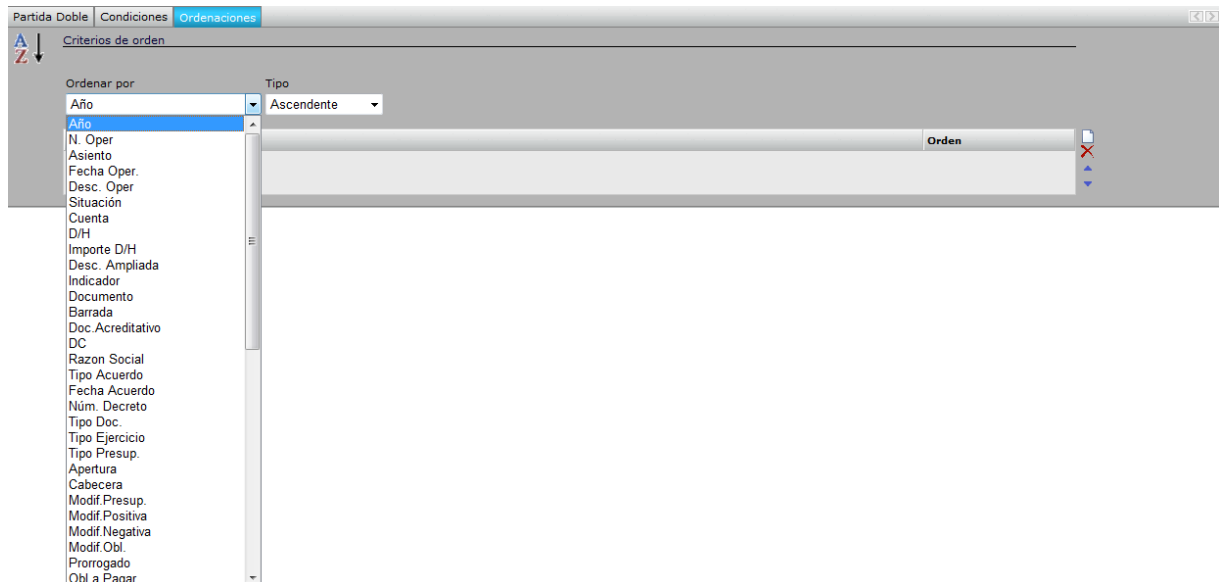 Partida Doble Condiciones Ordenaciones
Criterios de orden
Ordenar por Tipo
Año Ascendente
Año
N. Oper
Orden
Asiento
Fecha Oper.
Desc. Oper
Situación
Cuenta
D/H
Importe D/H
Desc. Ampliada
Indicador
Documento
Barrada
Doc.Acreditativo
DC
Razon Social
Tipo Acuerdo
Fecha Acuerdo
Núm. Decreto
Tipo Doc.
Tipo Ejercicio
Tipo Presup.
Apertura
Cabecera
Modif.Presup.
Modif.Positiva
Modif.Negativa
Modif.Obl.
Prorrogado
Obl a Pagar